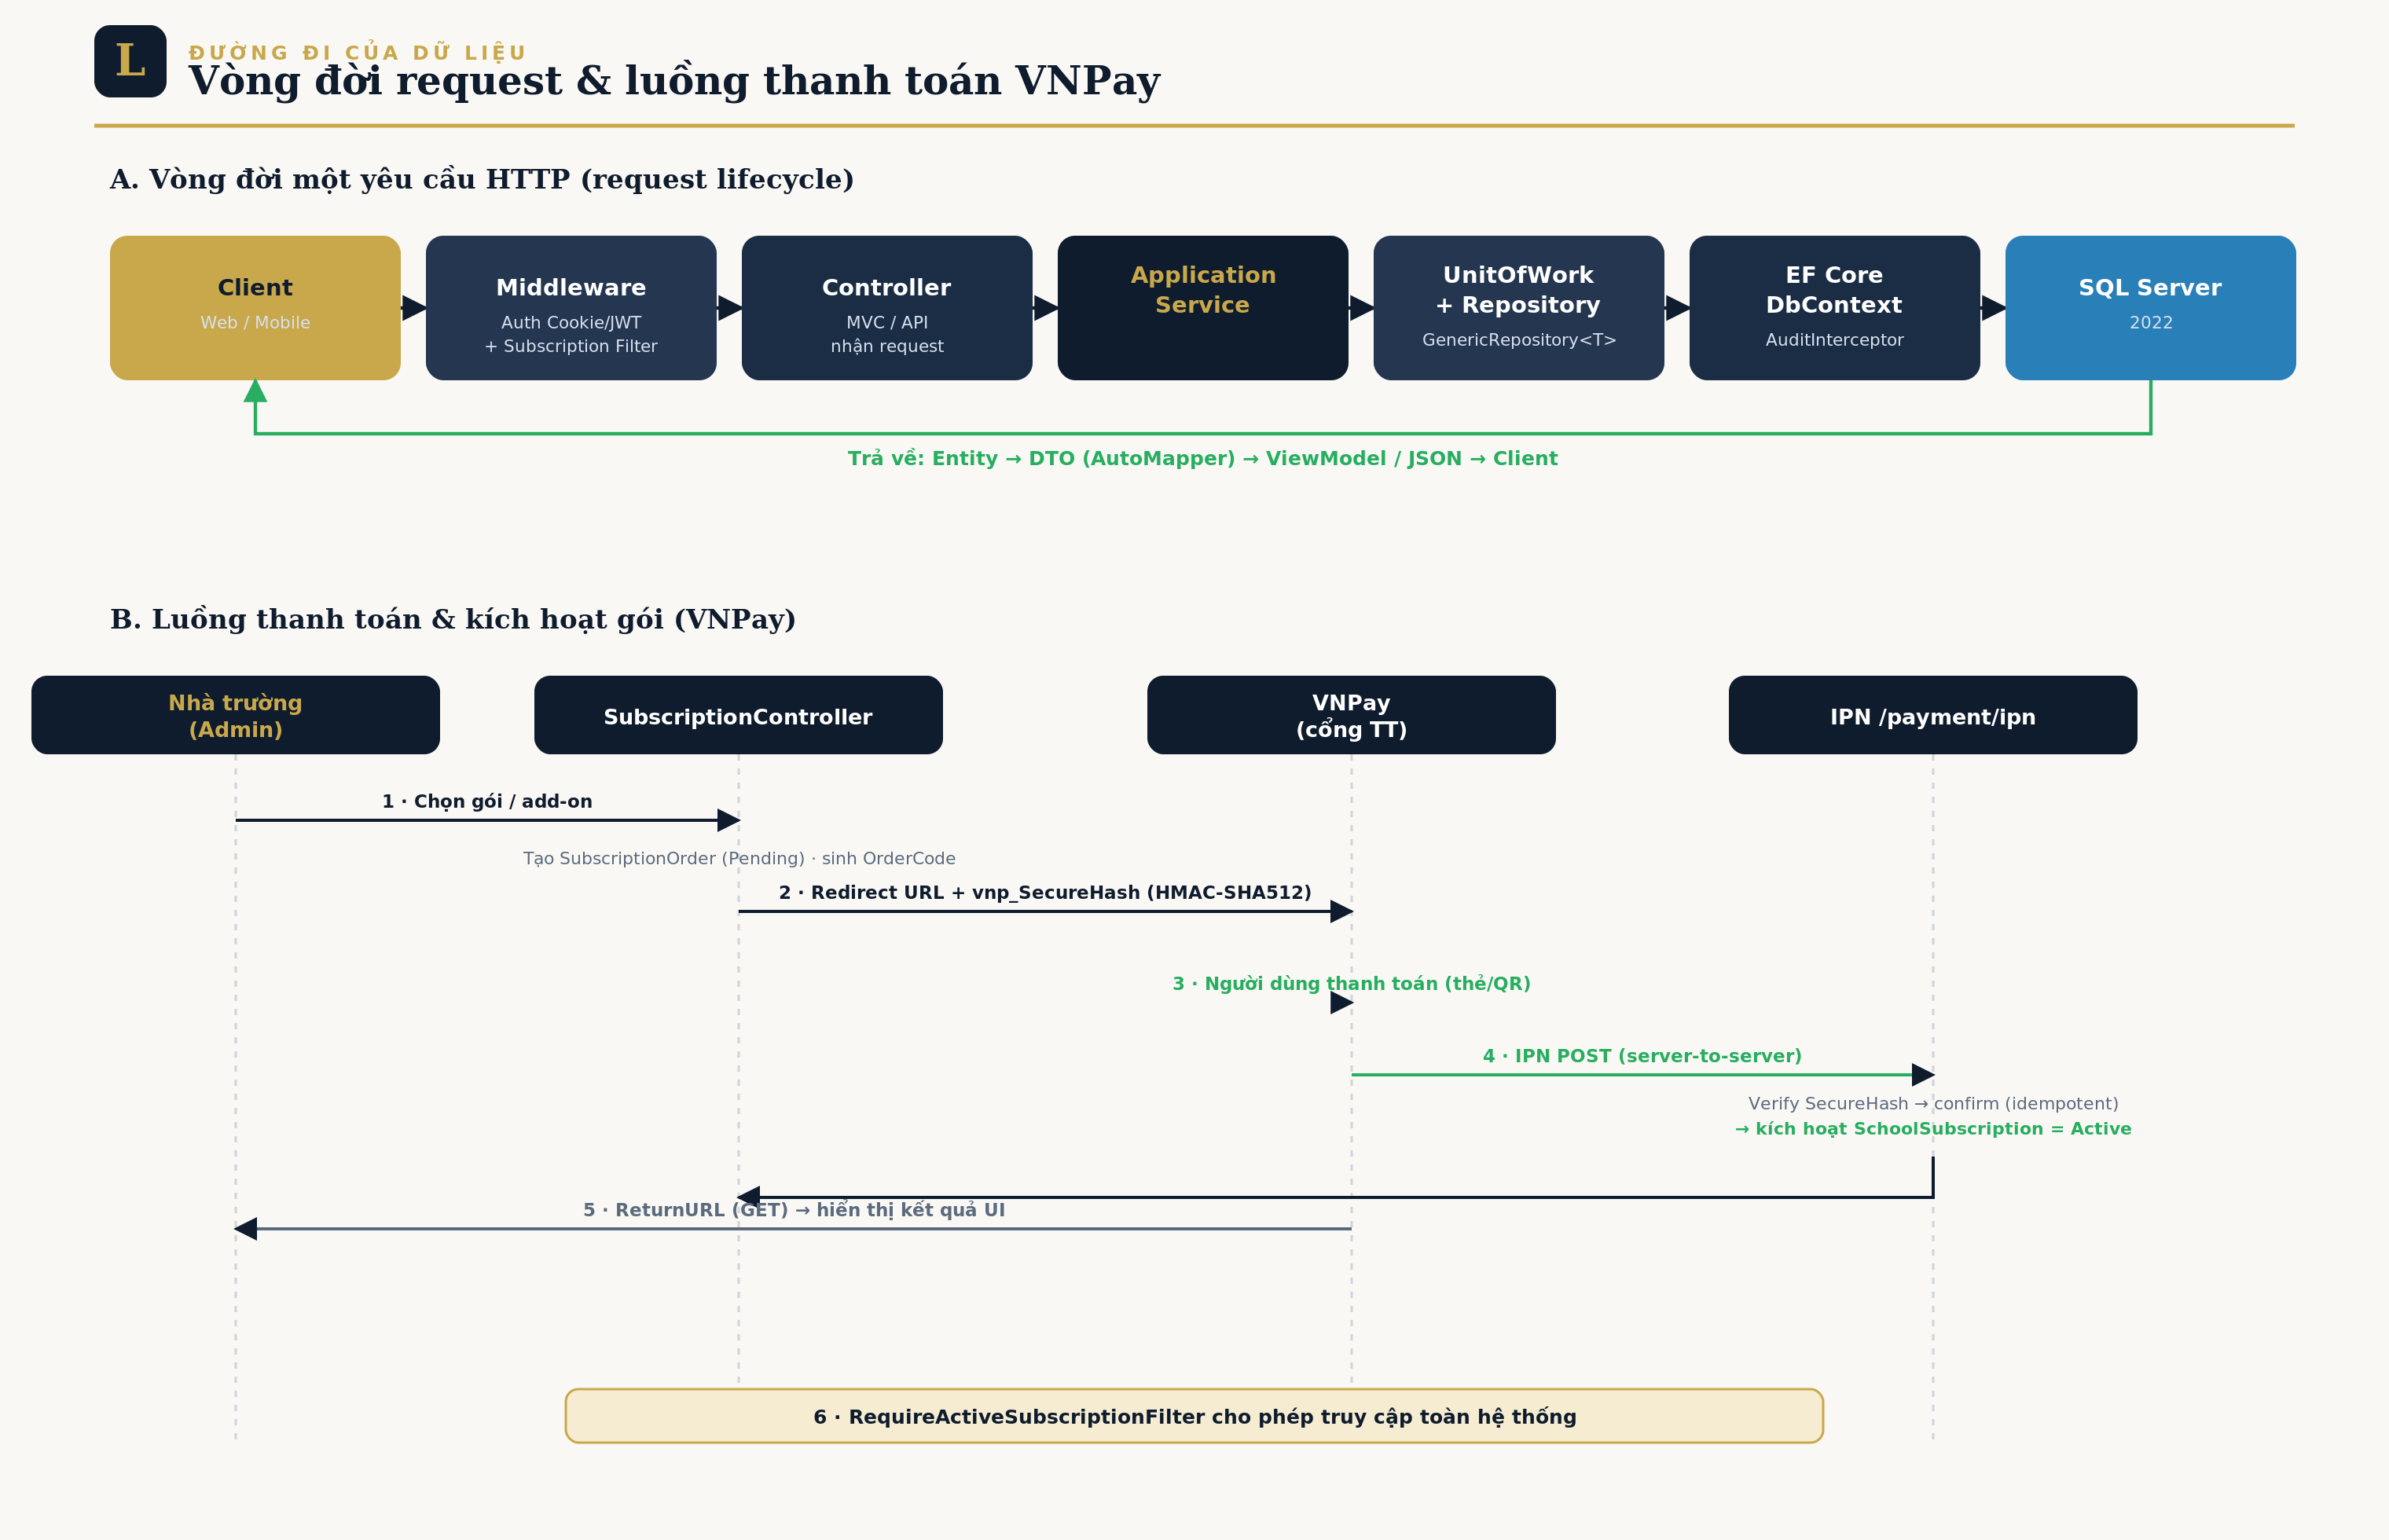 L
ĐƯỜNG ĐI CỦA DỮ LIỆU
Vòng đời request & luồng thanh toán VNPay
A. Vòng đời một yêu cầu HTTP (request lifecycle)
Client
Web / Mobile
Middleware
Auth Cookie/JWT
+ Subscription Filter
Controller
MVC / API
nhận request
Application
Service
UnitOfWork
+ Repository
GenericRepository<T>
EF Core
DbContext
AuditInterceptor
SQL Server
2022
Trả về: Entity → DTO (AutoMapper) → ViewModel / JSON → Client
B. Luồng thanh toán & kích hoạt gói (VNPay)
Nhà trường
(Admin)
SubscriptionController
VNPay
(cổng TT)
IPN /payment/ipn
1 · Chọn gói / add-on
Tạo SubscriptionOrder (Pending) · sinh OrderCode
2 · Redirect URL + vnp_SecureHash (HMAC-SHA512)
3 · Người dùng thanh toán (thẻ/QR)
4 · IPN POST (server-to-server)
Verify SecureHash → confirm (idempotent)
→ kích hoạt SchoolSubscription = Active
5 · ReturnURL (GET) → hiển thị kết quả UI
6 · RequireActiveSubscriptionFilter cho phép truy cập toàn hệ thống